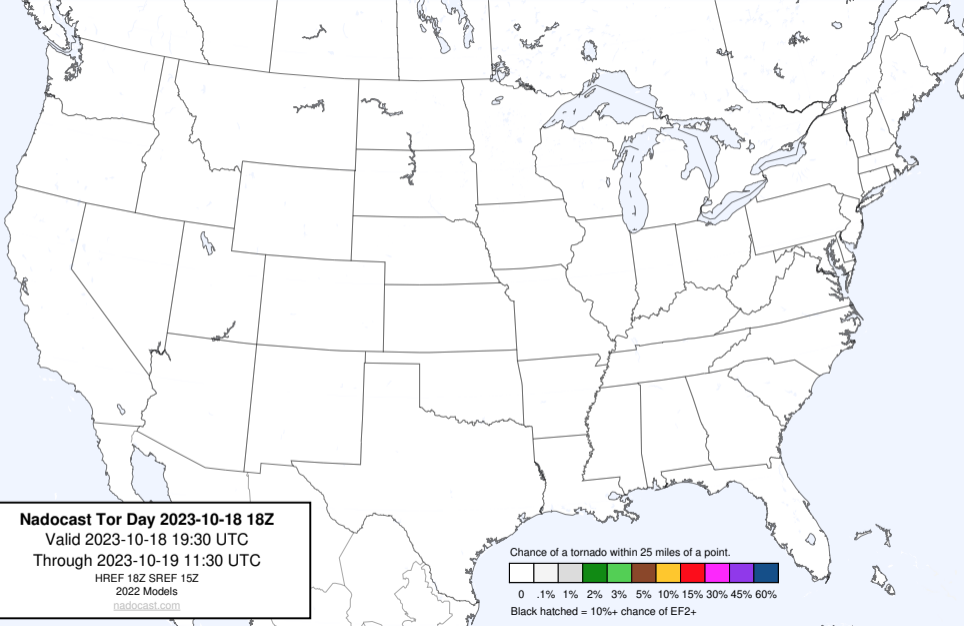 Nadocast Tor Day 2023-10-18 18Z
Valid 2023-10-18 19:30 UTC
Through 2023-10-19 11:30 UTC
HREF 18Z SREF 15Z
2022 Models
nadocast.com
Chance of a tornado within 25 miles of a point.
0 .1% 1% 2% 3% 5% 10% 15% 30% 45% 60%
Black hatched = 10%+ chance of EF2+